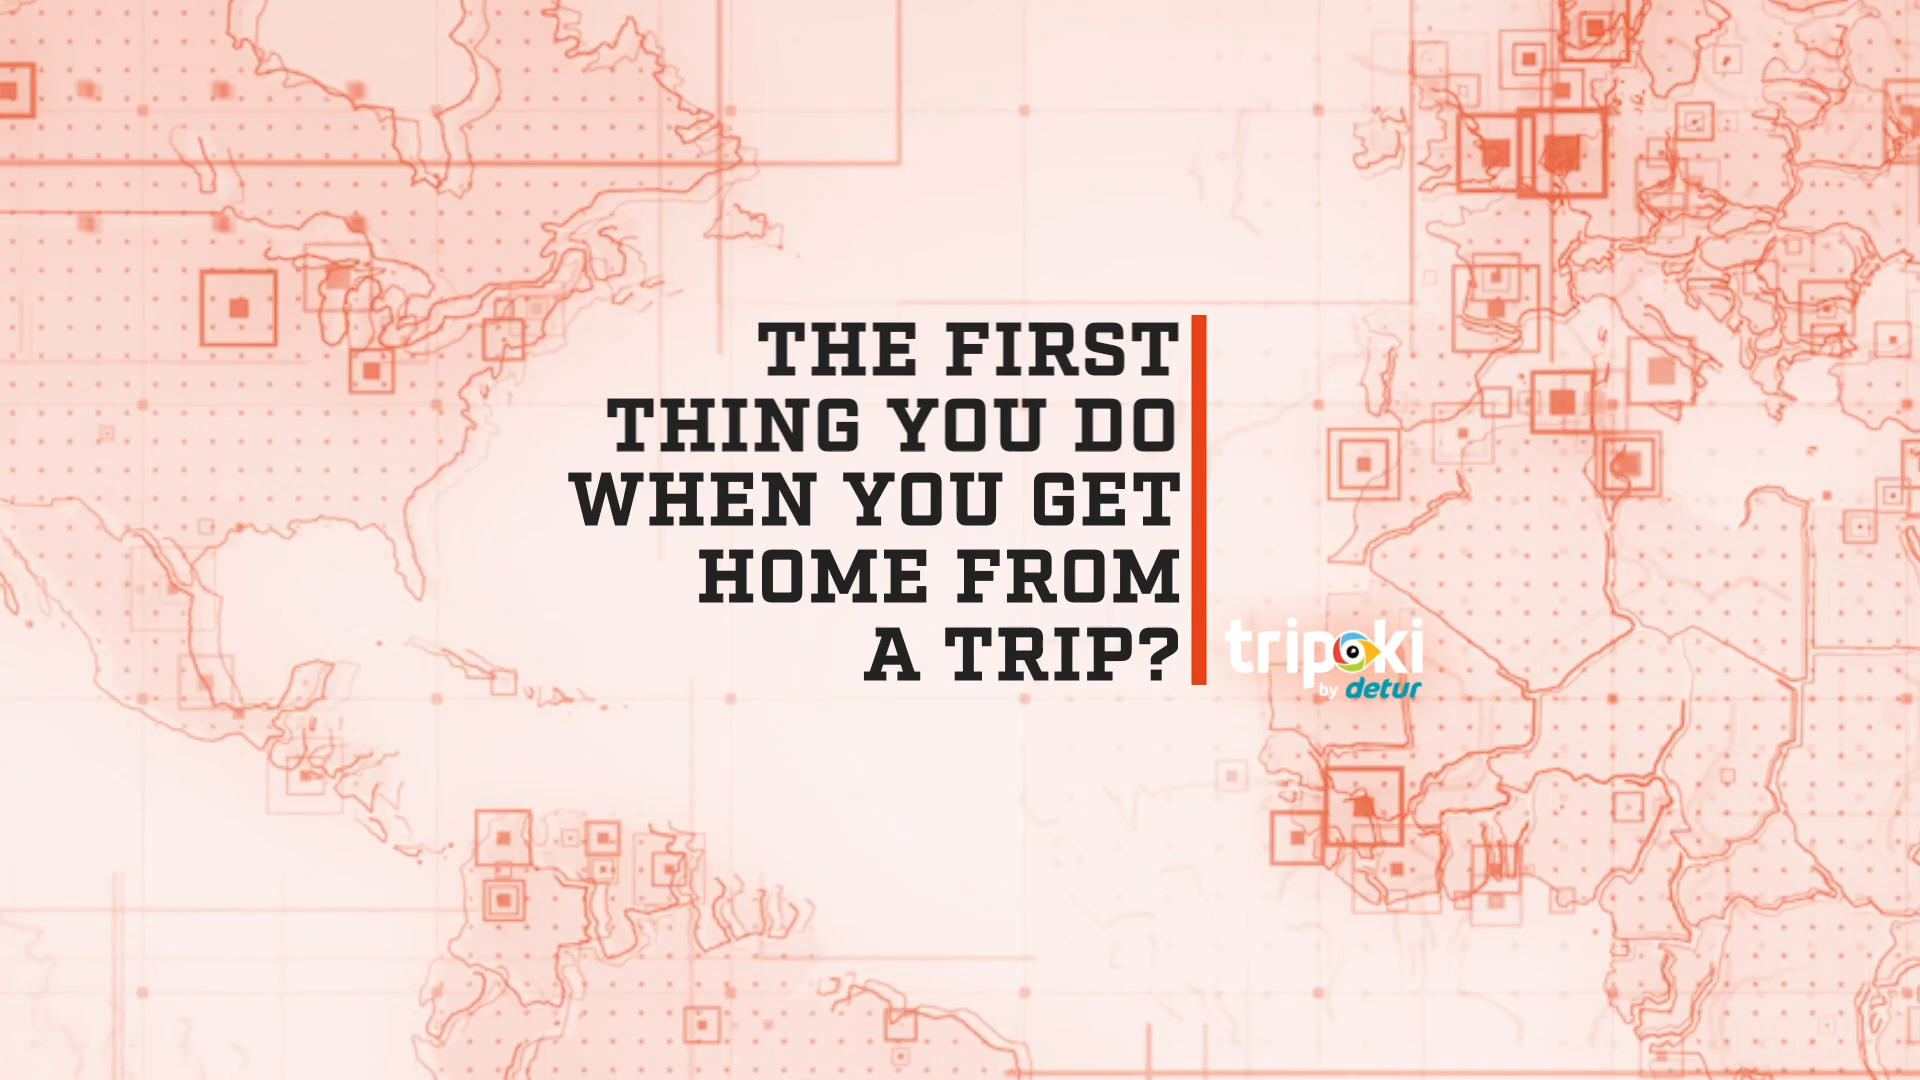 THE FIRST
THING YOU DO
WHEN YOU GET
HOME FROM
A TRIP?
tripoki
by detur